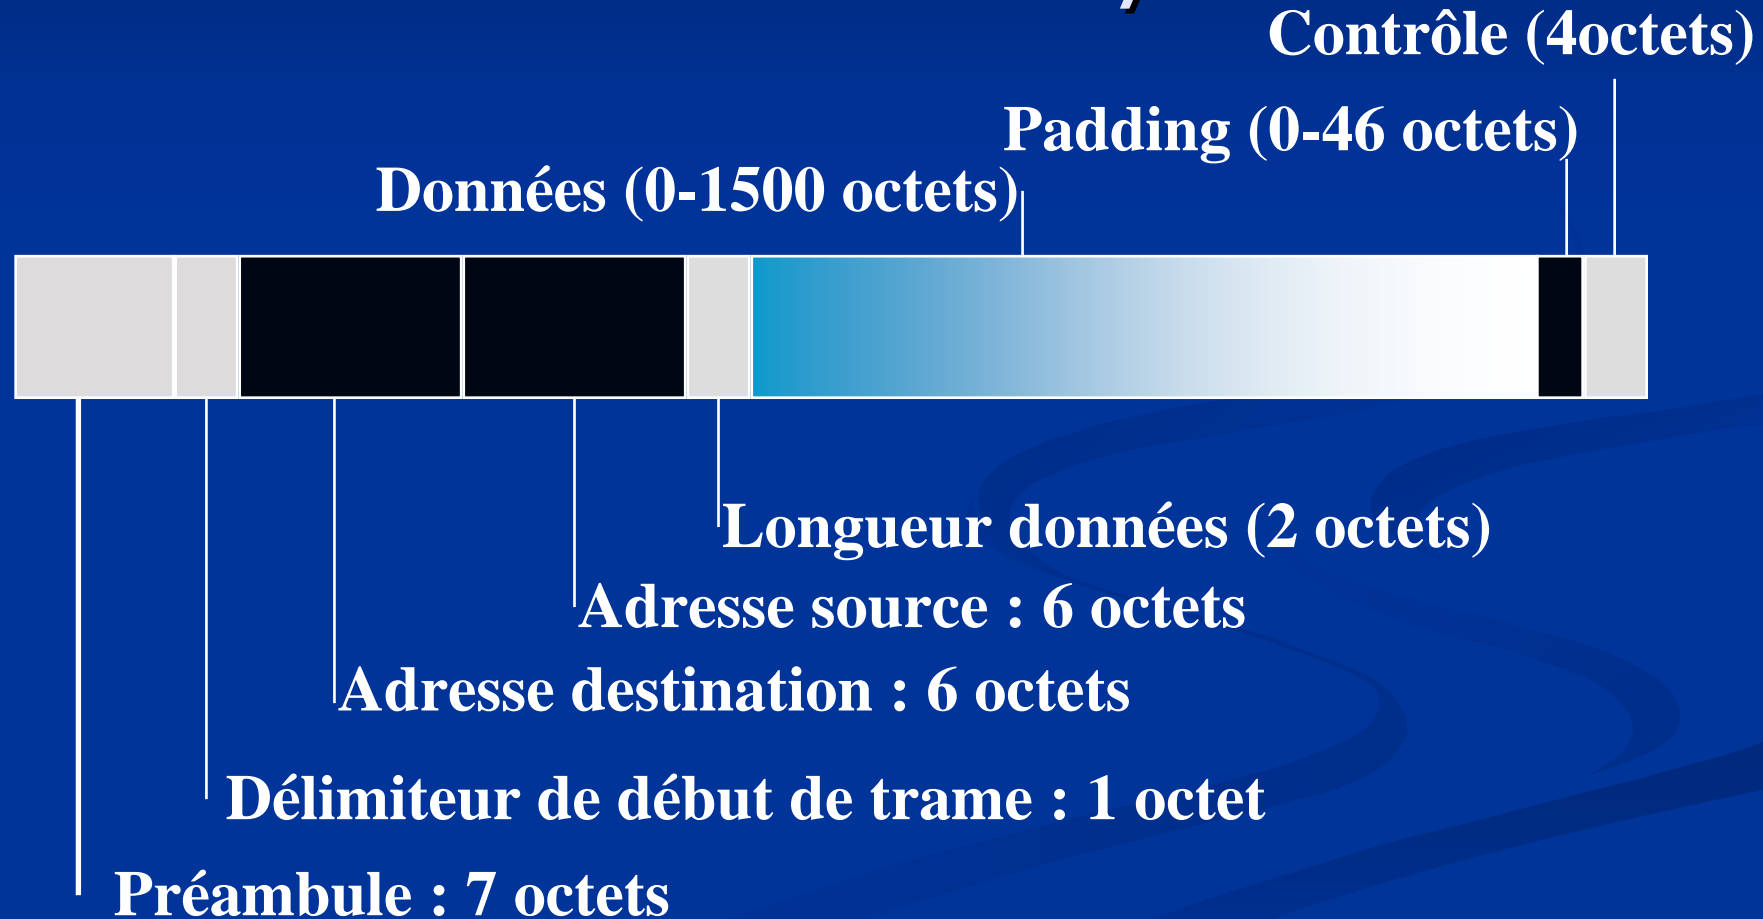 Contrôle (4octets)
Padding (0-46 octets)
Données (0-1500 octets)
Longueur données (2 octets)
Adresse source : 6 octets
Adresse destination : 6 octets
Délimiteur de début de trame : 1 octet
Préambule : 7 octets